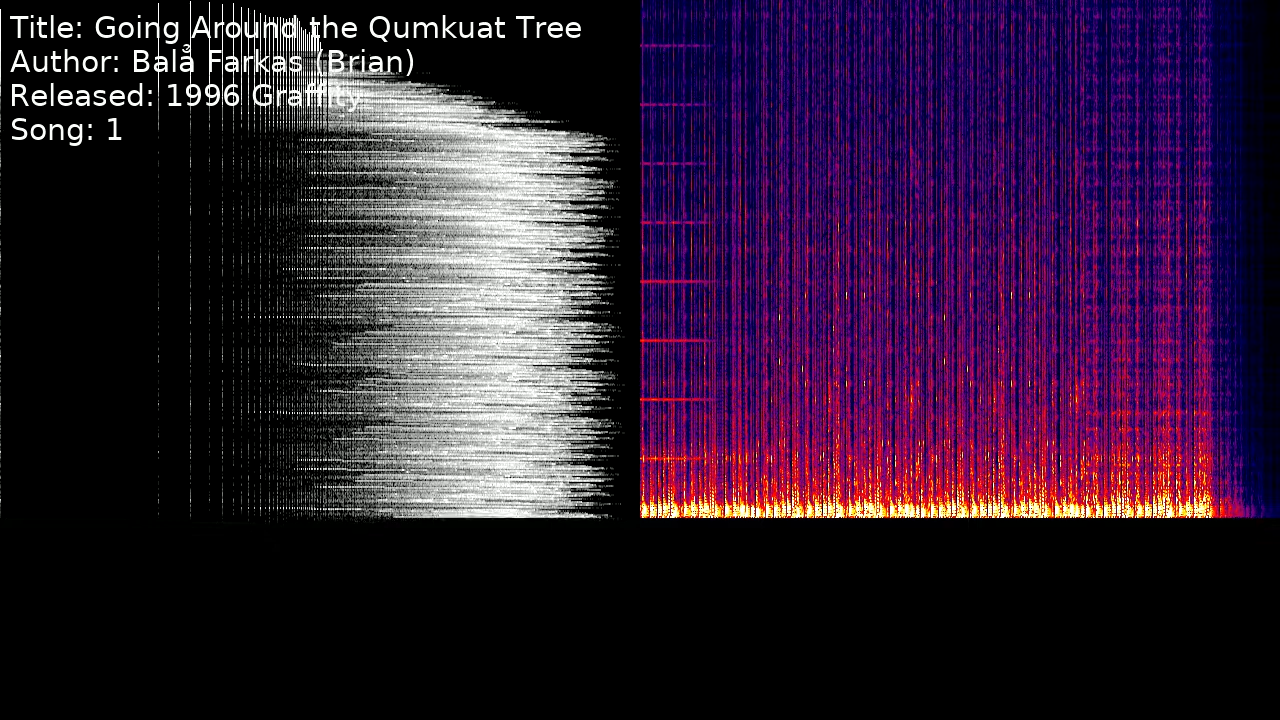 Title: Going Around the Qumkuat Tree
Author: Balả Farkas (Brian)
Released: 1996 Graffity
Song: 1